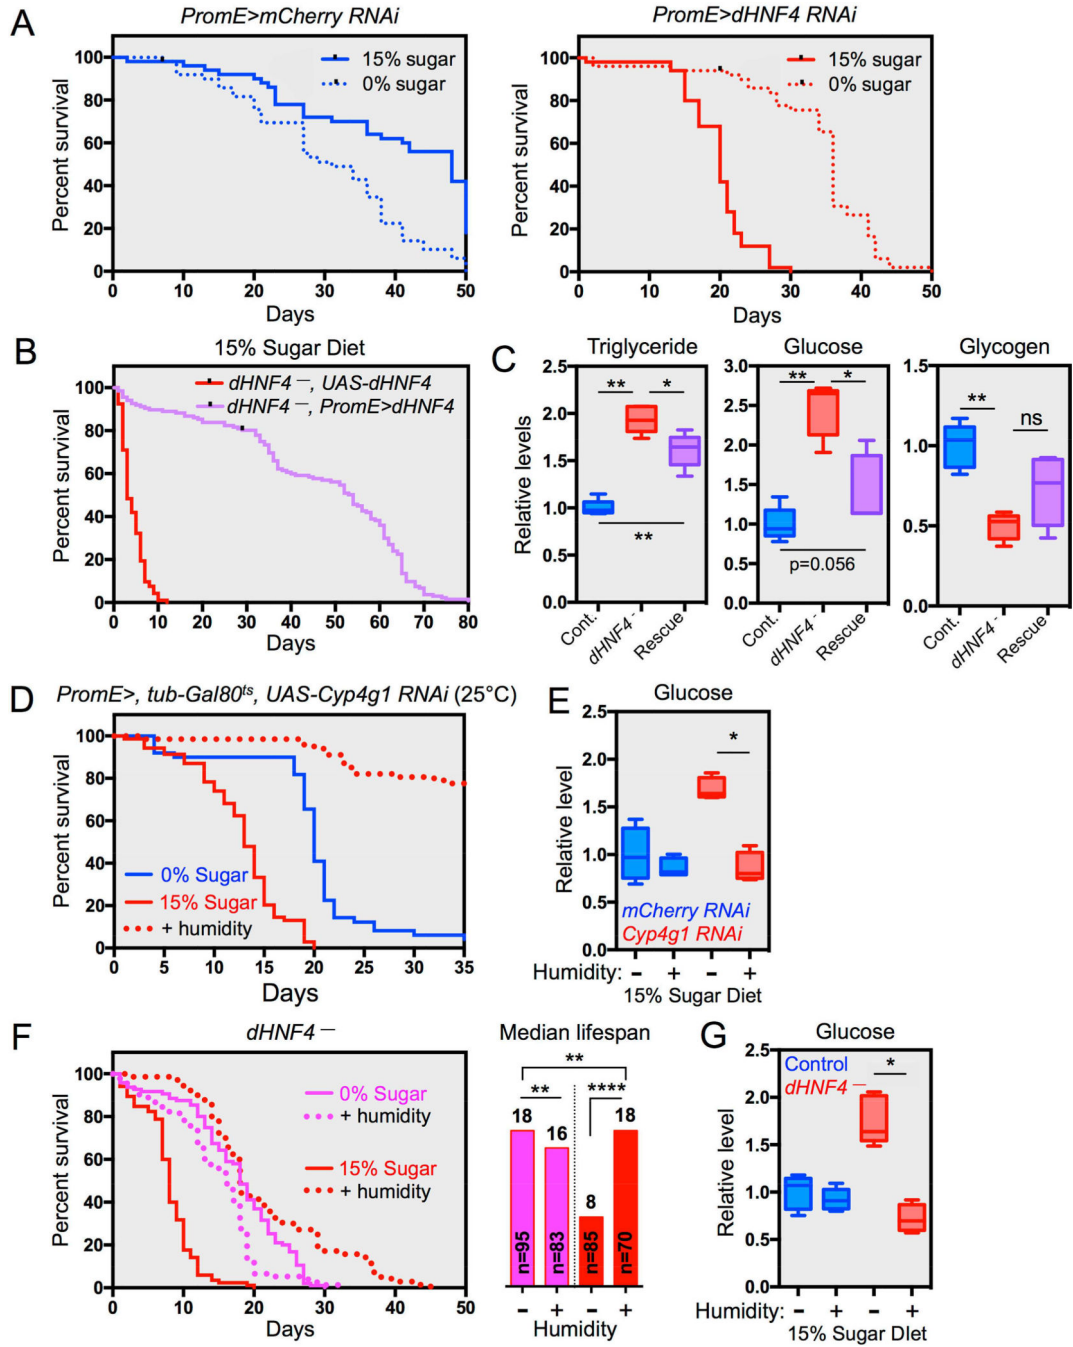 A
PromE>mCherry RNAi
Percent survival
100
80
60
40
20
0
15% sugar
0% sugar
0 10 20 30 40 50
Days
PromE>dHNF4 RNAi
Percent survival
100
80
60
40
20
0
15% sugar
0% sugar
0 10 20 30 40 50
Days
B
15% Sugar Diet
Percent survival
100
80
60
40
20
0
dHNF4—, UAS-dHNF4
dHNF4—, PromE>dHNF4
0 10 20 30 40 50 60 70 80
Days
C
Relative levels
Triglyceride
2.5
2.0
1.5
1.0
0.5
0.0
** *
**
Cont. dHNF4- Rescue
Glucose
3.0
2.5
2.0
1.5
1.0
0.5
0.0
** *
p=0.056
Cont. dHNF4- Rescue
Glycogen
1.5
1.0
0.5
0.0
**
ns
Cont. dHNF4- Rescue
D
PromE>, tub-Gal80ts, UAS-Cyp4g1 RNAi (25°C)
Percent survival
100
80
60
40
20
0
0% Sugar
15% Sugar
+ humidity
0 5 10 15 20 25 30 35
Days
E
Glucose
Relative level
2.5
2.0
1.5
1.0
0.5
0.0
*
mCherry RNAi
Cyp4g1 RNAi
Humidity: - + - +
15% Sugar Diet
F
dHNF4—
Percent survival
100
80
60
40
20
0
0% Sugar
+ humidity
15% Sugar
+ humidity
0 10 20 30 40 50
Days
Median lifespan
**
** ****
18 16 8 18
n=95 n=83 n=85 n=70
- + - +
Humidity
G
Glucose
Relative level
2.5
2.0
1.5
1.0
0.5
0.0
Control
dHNF4—
*
Humidity: - + - +
15% Sugar DIet